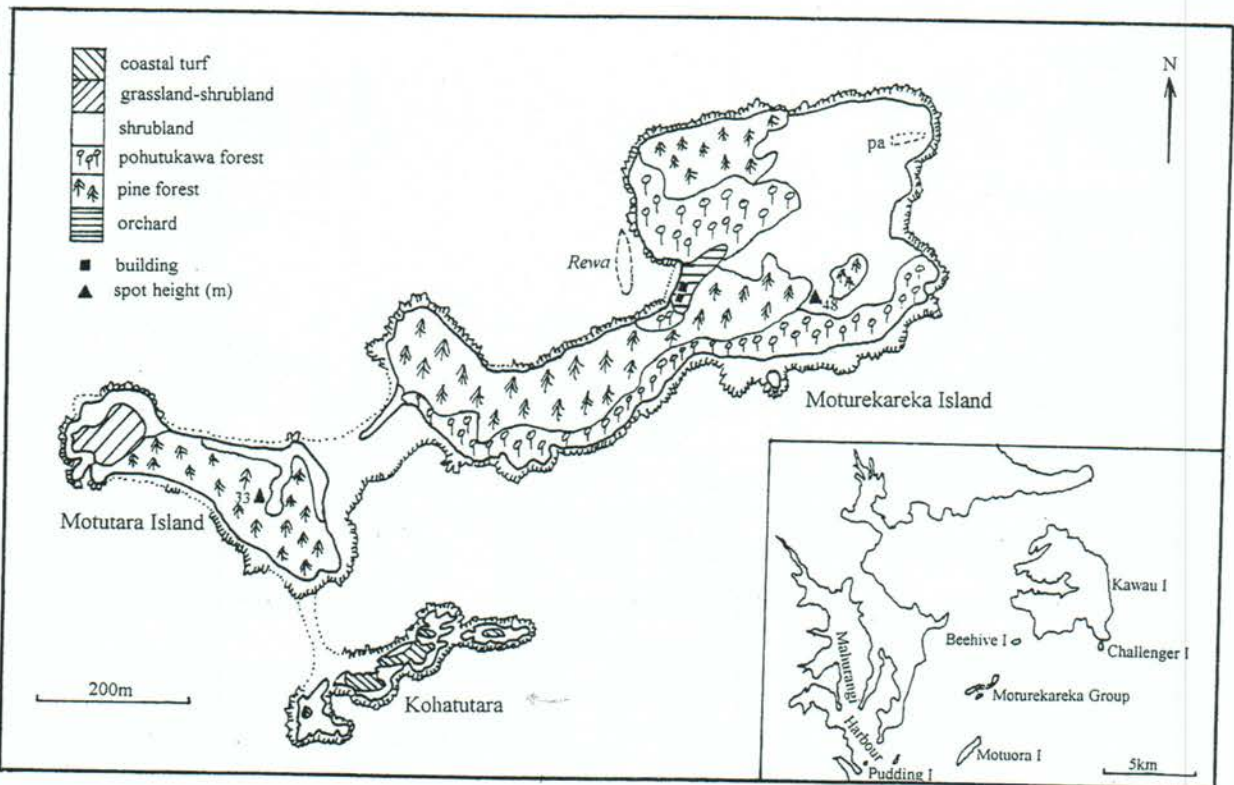 coastal turf
grassland-shrubland
shrubland
pohutukawa forest
pine forest
orchard
building
spot height (m)
N
pa
Rewa
48
Moturekareka Island
33
Motutara Island
Kohatutara
200m
Kawau I
Beehive I
Challenger I
Mahurangi
Harbour
Moturekareka Group
Motuora I
Pudding I
5km